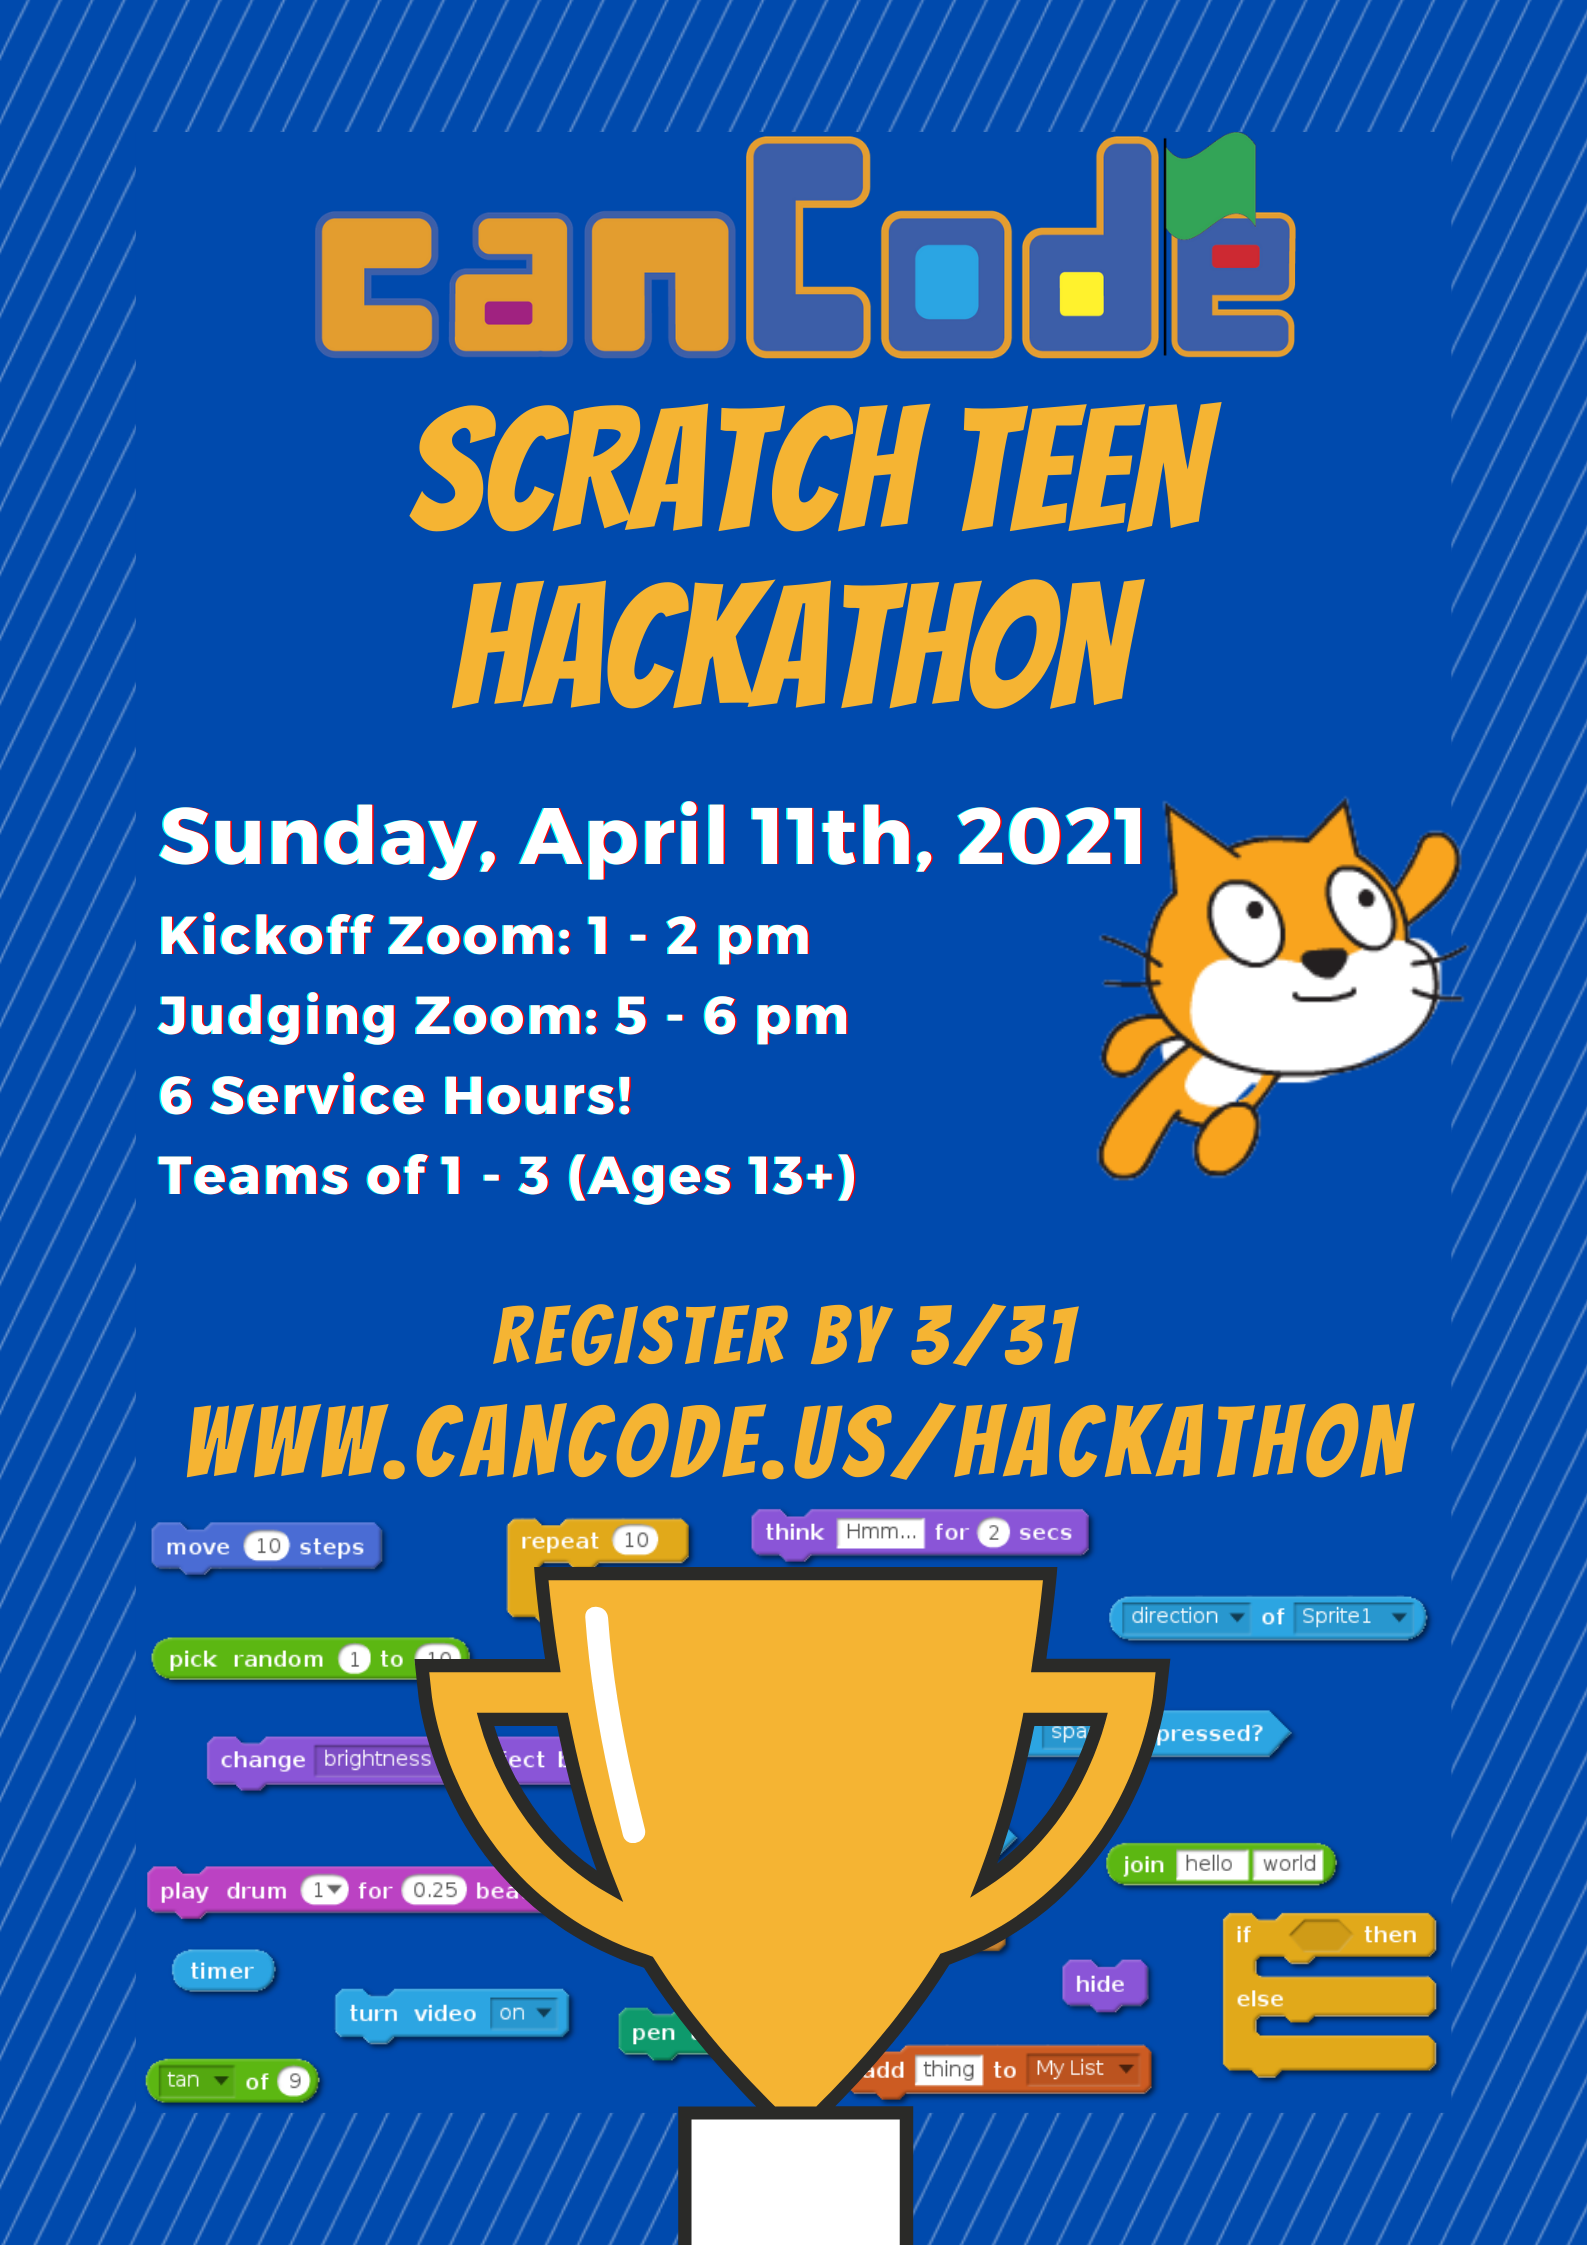 canCode
SCRATCH TEEN
HACKATHON
Sunday, April 11th, 2021
Kickoff Zoom: 1 - 2 pm
Judging Zoom: 5 - 6 pm
6 Service Hours!
Teams of 1 - 3 (Ages 13+)
REGISTER BY 3/31
WWW.CANCODE.US/HACKATHON
move 10 steps
repeat 10
think Hmm... for 2 secs
direction of Sprite1
pick random 1 to 10
change brightness
pressed?
play drum 1 for 0.25
join hello world
if then
else
timer
hide
turn video on
pen
add thing to My List
tan of 9